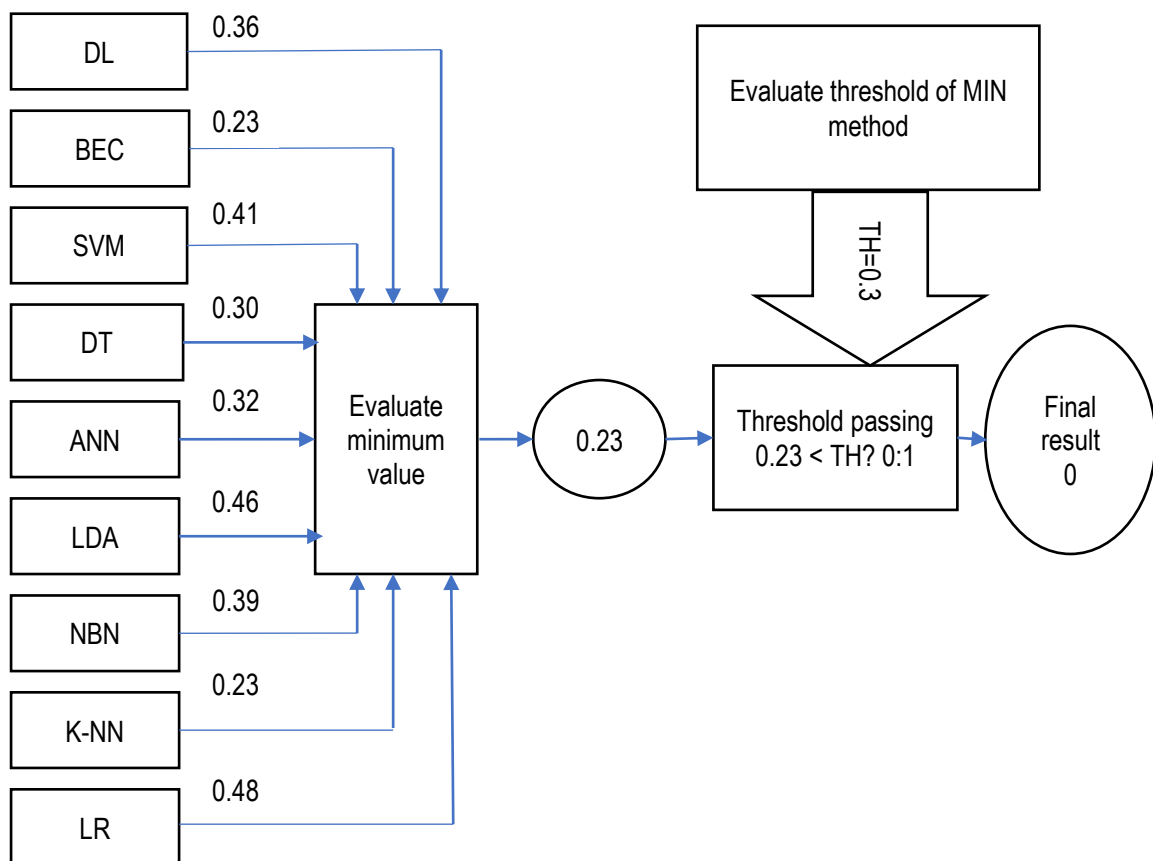 DL
0.36
BEC
0.23
SVM
0.41
DT
0.30
ANN
0.32
LDA
0.46
NBN
0.39
K-NN
0.23
LR
0.48
Evaluate
minimum
value
0.23
Evaluate threshold of MIN
method
TH=0.3
Threshold passing
0.23 < TH? 0:1
Final
result
0